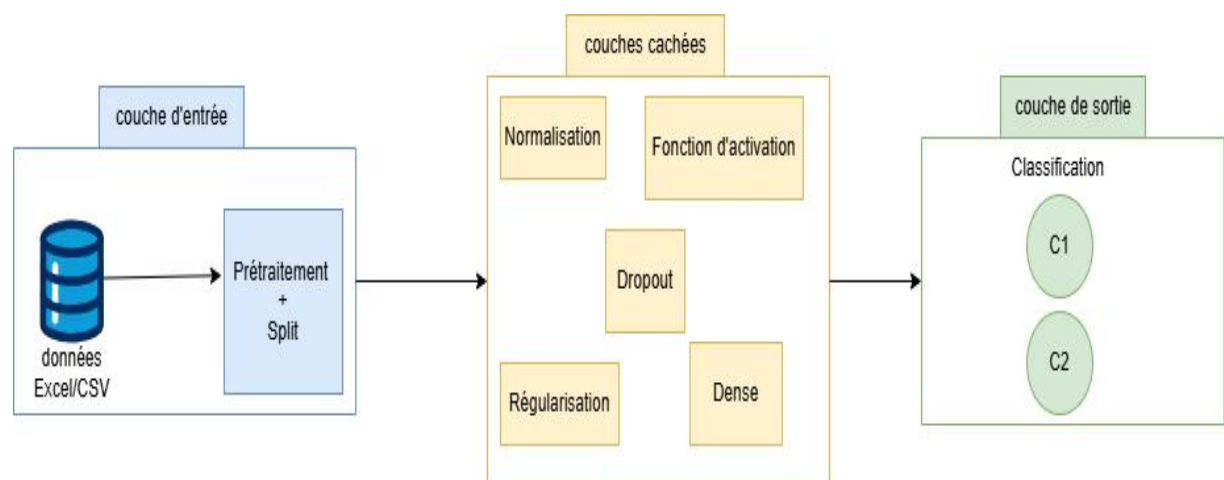 couche d'entrée
données
Excel/CSV
Prétraitement
+
Split
couches cachées
Normalisation
Fonction d'activation
Dropout
Régularisation
Dense
couche de sortie
Classification
C1
C2